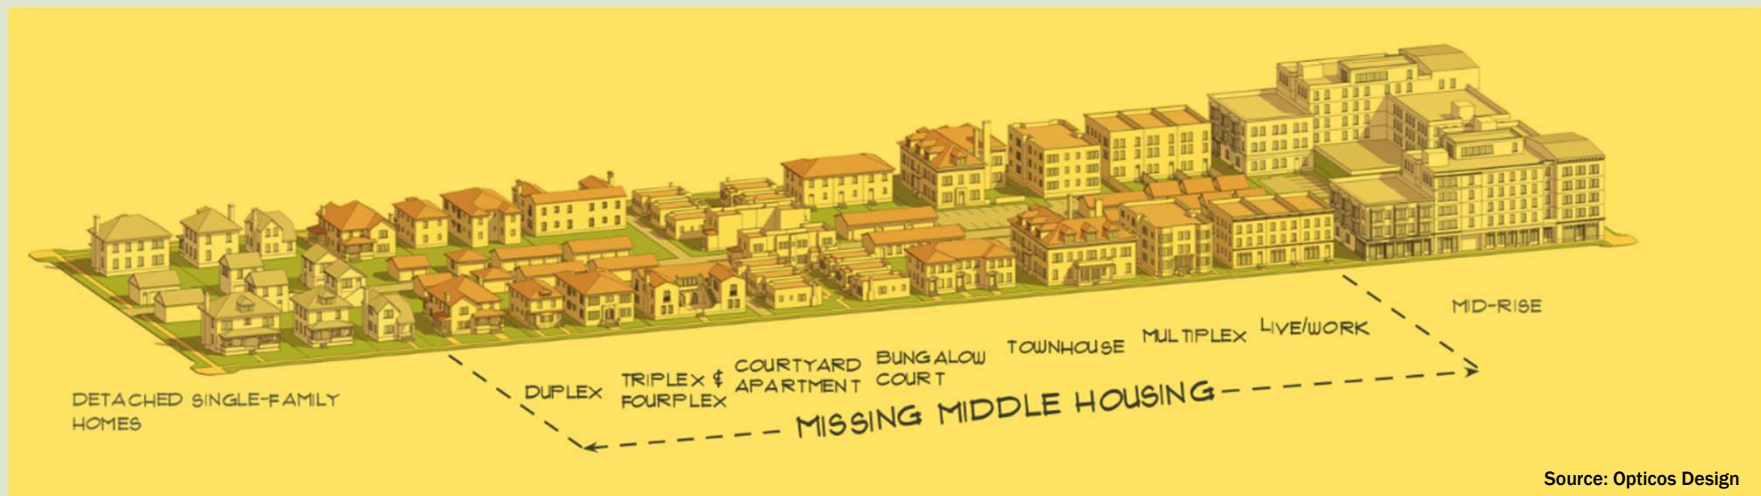 DETACHED SINGLE-FAMILY
HOMES
DUPLEX
TRIPLEX &
FOURPLEX
COURTYARD
APARTMENT
BUNGALOW
COURT
TOWNHOUSE
MULTIPLEX
LIVE/WORK
MID-RISE
MISSING MIDDLE HOUSING
Source: Opticos Design